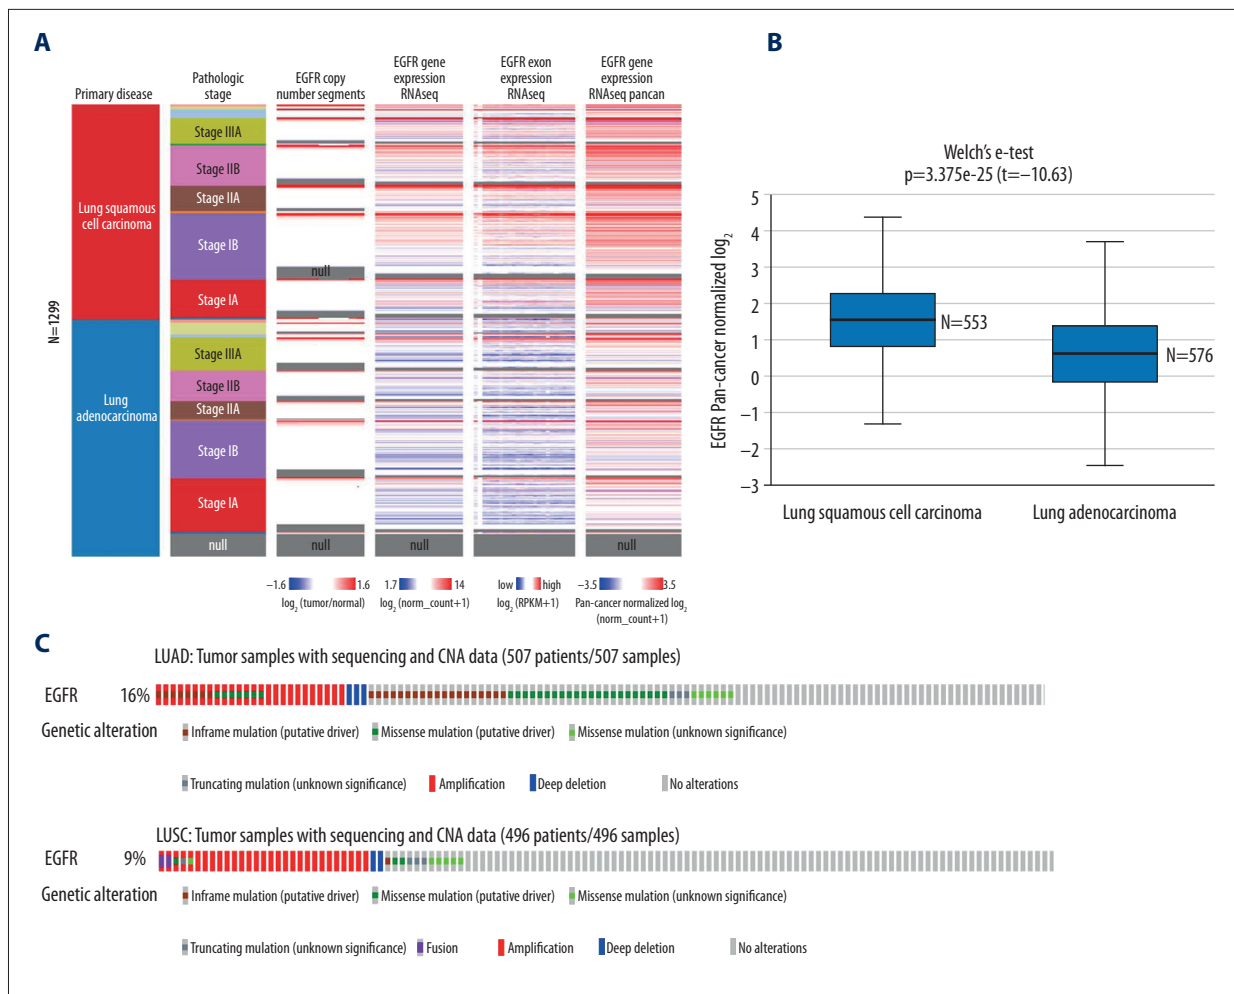 A
B
Primary disease
Pathologic
stage
EGFR copy
number segments
EGFR gene
expression
RNAseq
EGFR exon
expression
RNAseq
EGFR gene
expression
RNAseq pancan
N=1299
Lung squamous
cell carcinoma
Stage IIIA
Stage IIB
Stage IIA
Stage IB
null
Stage IA
Lung
adenocarcinoma
Stage IIIA
Stage IIB
Stage IIA
Stage IB
Stage IA
null
null
null
null
−1.6 1.6
log2 (tumor/normal)
1.7 14
log2 (norm_count+1)
low high
log2 (RPKM+1)
−3.5 3.5
Pan-cancer normalized log2
(norm_count+1)
Welch's e-test
p=3.375e-25 (t=−10.63)
EGFR Pan-cancer normalized log2
5
4
3
2
1
0
−1
−2
−3
N=553
N=576
Lung squamous cell carcinoma
Lung adenocarcinoma
C
LUAD: Tumor samples with sequencing and CNA data (507 patients/507 samples)
EGFR 16%
Genetic alteration
Inframe mutation (putative driver)
Missense mutation (putative driver)
Missense mutation (unknown significance)
Truncating mutation (unknown significance)
Amplification
Deep deletion
No alterations
LUSC: Tumor samples with sequencing and CNA data (496 patients/496 samples)
EGFR 9%
Genetic alteration
Inframe mutation (putative driver)
Missense mutation (putative driver)
Missense mutation (unknown significance)
Truncating mutation (unknown significance)
Fusion
Amplification
Deep deletion
No alterations